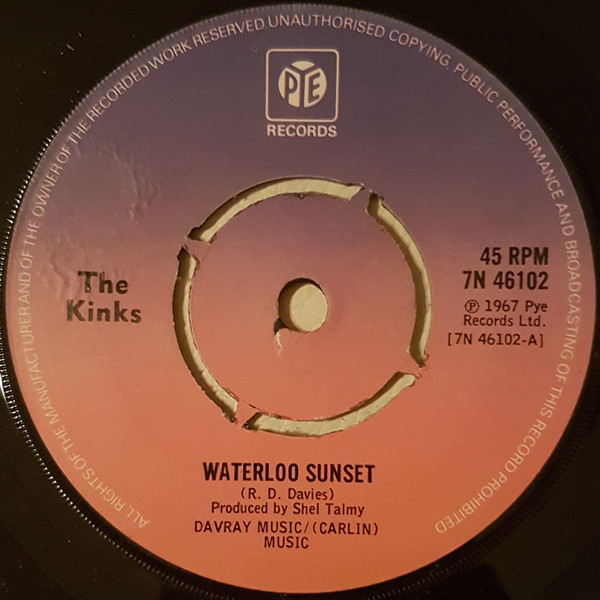 ALL RIGHTS OF THE MANUFACTURER AND OF THE OWNER OF THE RECORDED WORK RESERVED UNAUTHORISED COPYING, PUBLIC PERFORMANCE AND BROADCASTING OF THIS RECORD PROHIBITED
PYE
RECORDS
The
Kinks
45 RPM
7N 46102
Ⓟ 1967 Pye
Records Ltd.
[7N 46102-A]
WATERLOO SUNSET
(R. D. Davies)
Produced by Shel Talmy
DAVRAY MUSIC/(CARLIN)
MUSIC